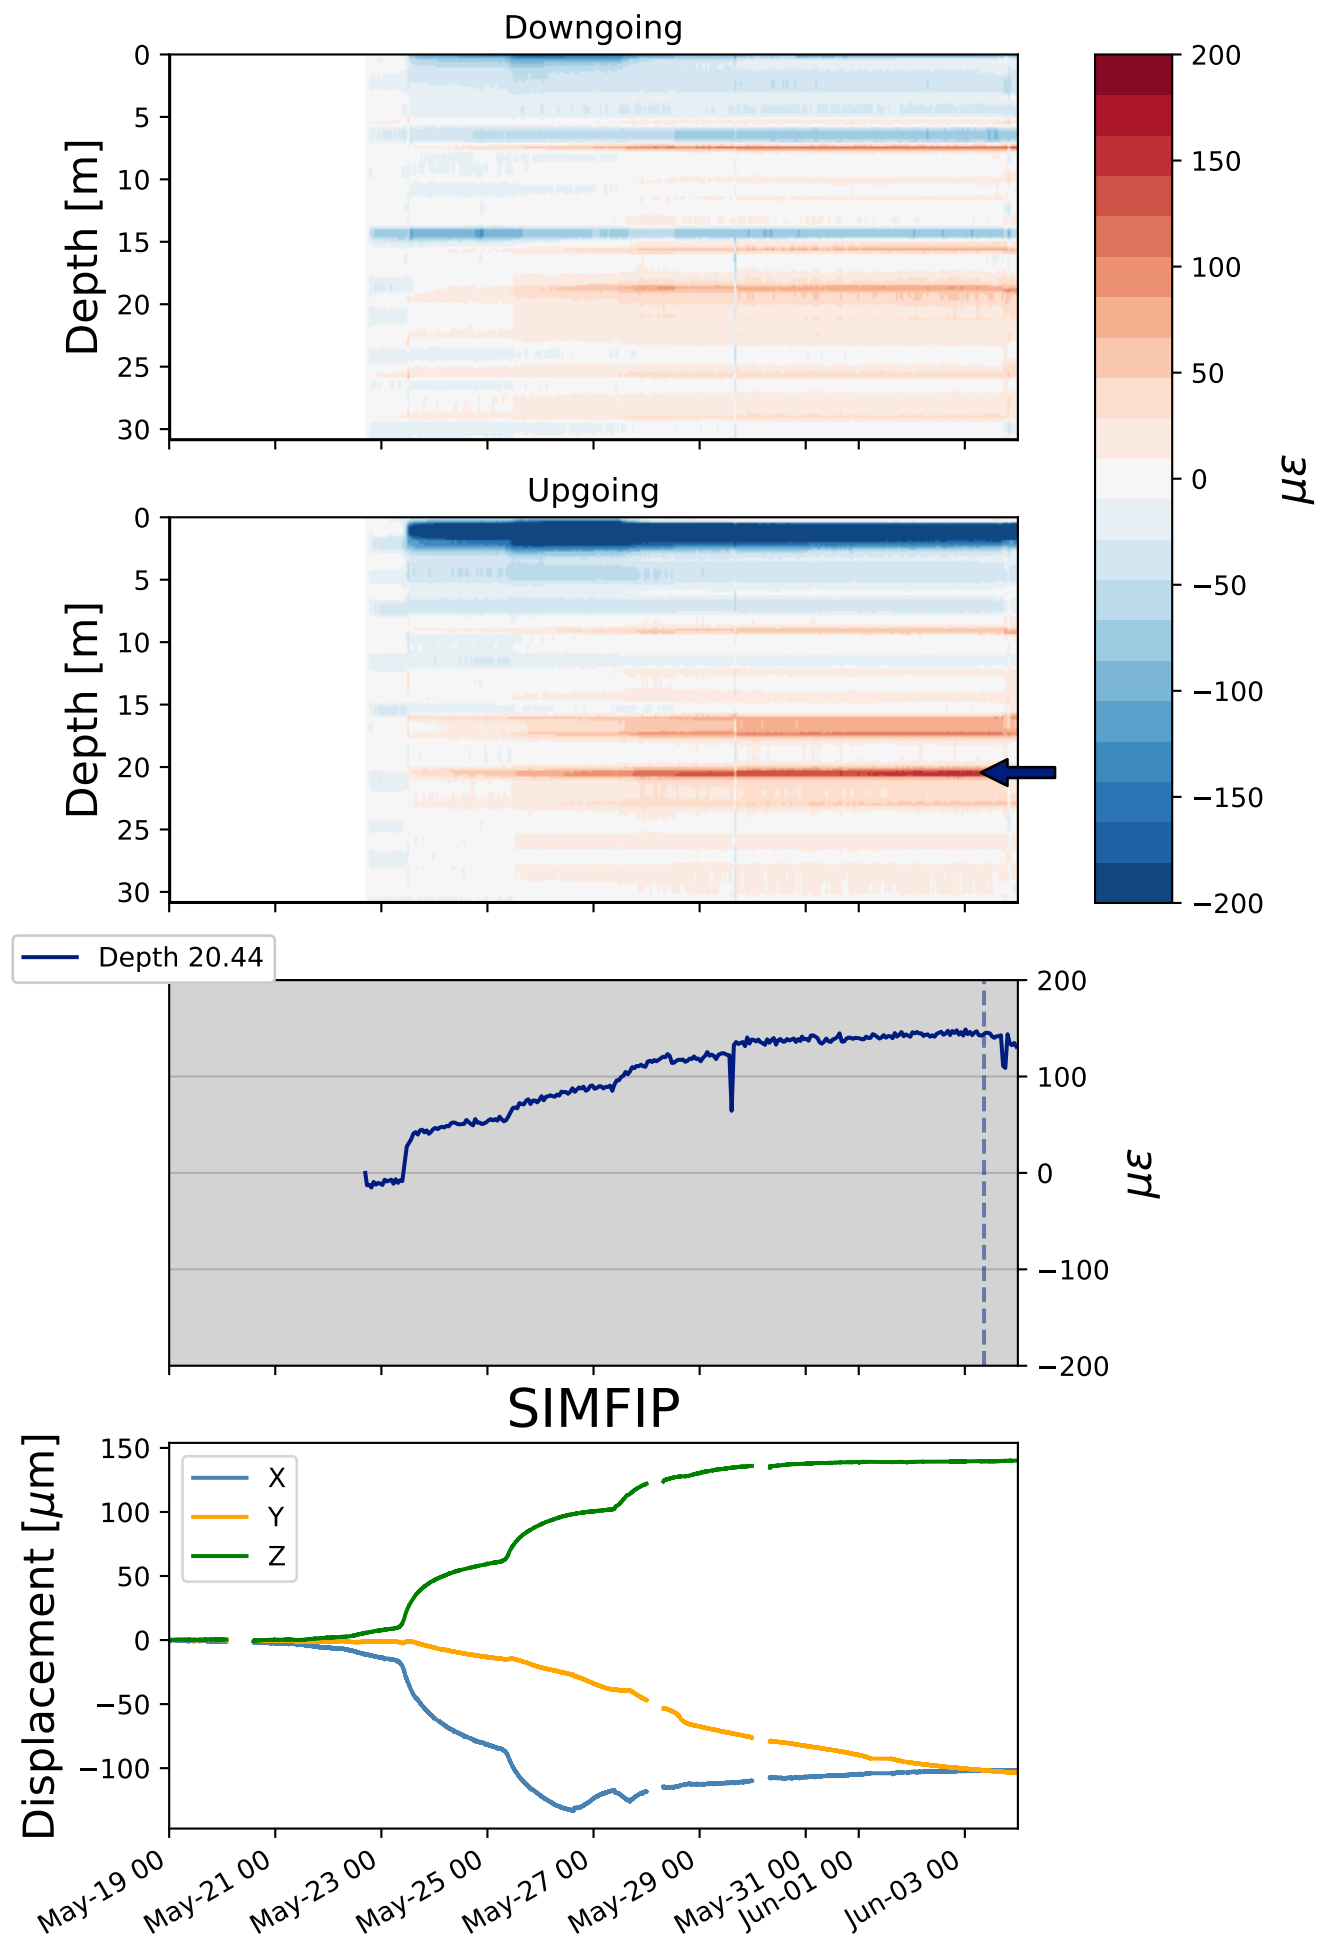 Downgoing
0
5
10
15
20
25
30
Depth [m]
200
150
100
50
0
−50
−100
−150
−200
με
Upgoing
0
5
10
15
20
25
30
Depth [m]
Depth 20.44
200
100
0
−100
−200
με
SIMFIP
150
100
50
0
−50
−100
Displacement [μm]
X
Y
Z
May-19 00
May-21 00
May-23 00
May-25 00
May-27 00
May-29 00
May-31 00
Jun-01 00
Jun-03 00